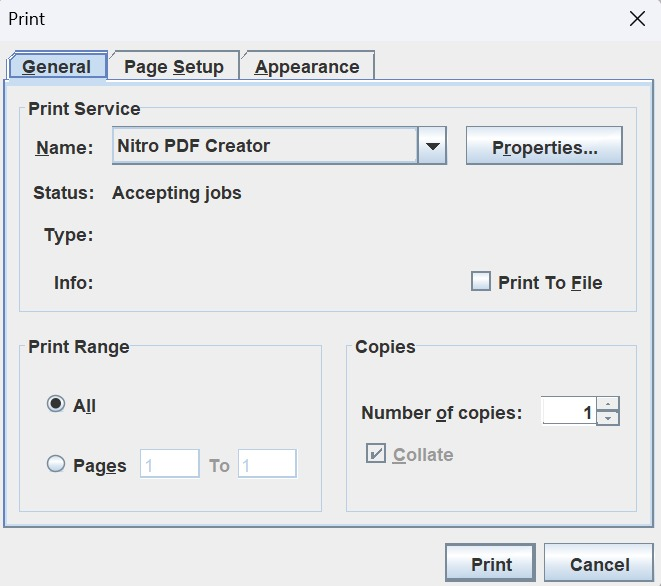 Print
General Page Setup Appearance
Print Service
Name: Nitro PDF Creator Properties...
Status: Accepting jobs
Type:
Info: Print To File
Print Range
All
Pages 1 To 1
Copies
Number of copies: 1
Collate
Print Cancel